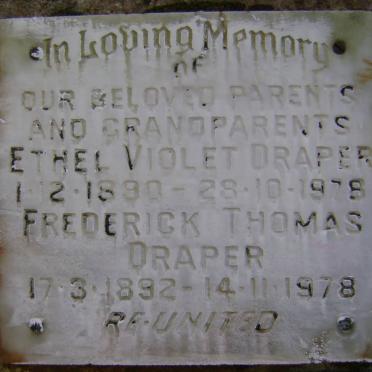 In Loving Memory
OF
OUR BELOVED PARENTS
AND GRANDPARENTS
ETHEL VIOLET DRAPER
1·2·1890 - 28·10·1978
FREDERICK THOMAS
DRAPER
17·3·1892 - 14·11·1978
RE-UNITED